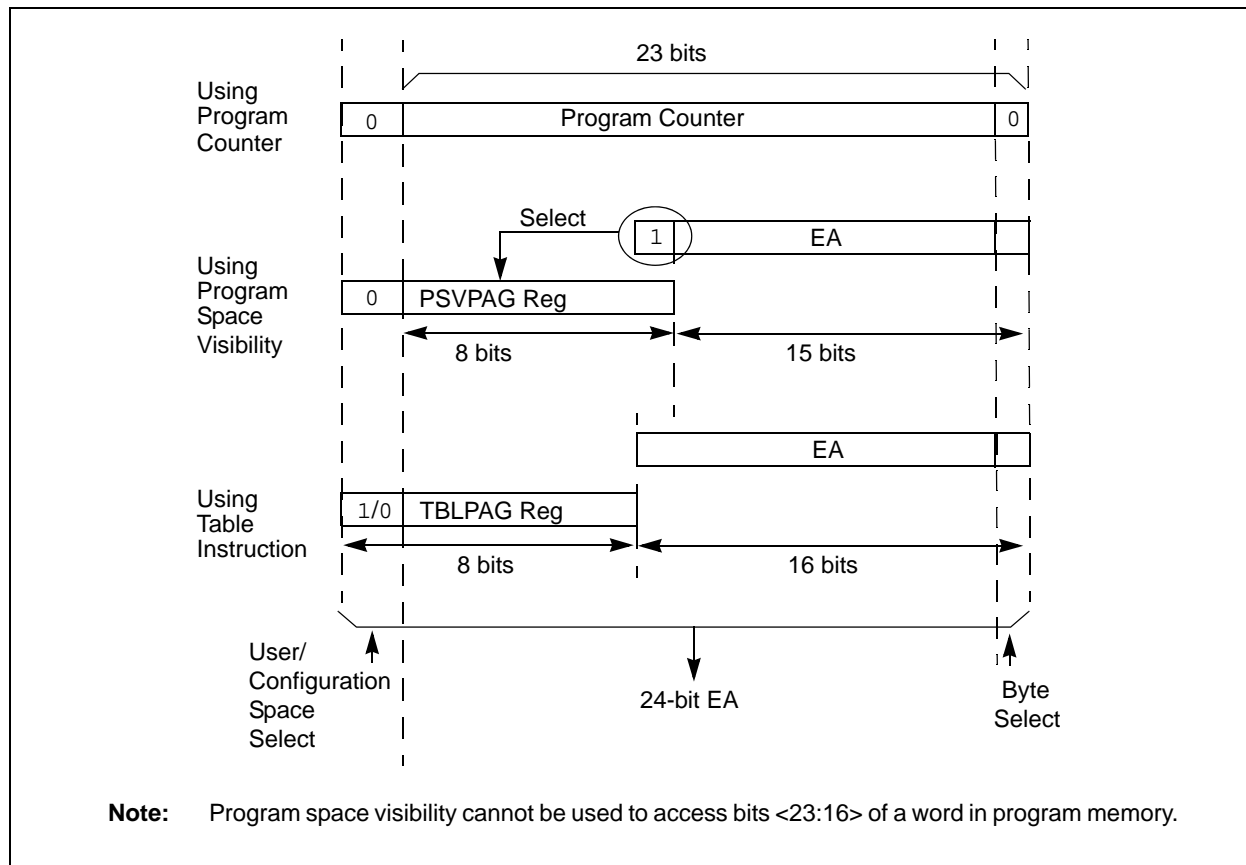 23 bits
Using
Program
Counter
0
Program Counter
0
Select
1
EA
Using
Program
Space
Visibility
0
PSVPAG Reg
8 bits
15 bits
EA
Using
Table
Instruction
1/0
TBLPAG Reg
8 bits
16 bits
User/
Configuration
Space
Select
24-bit EA
Byte
Select
Note: Program space visibility cannot be used to access bits <23:16> of a word in program memory.